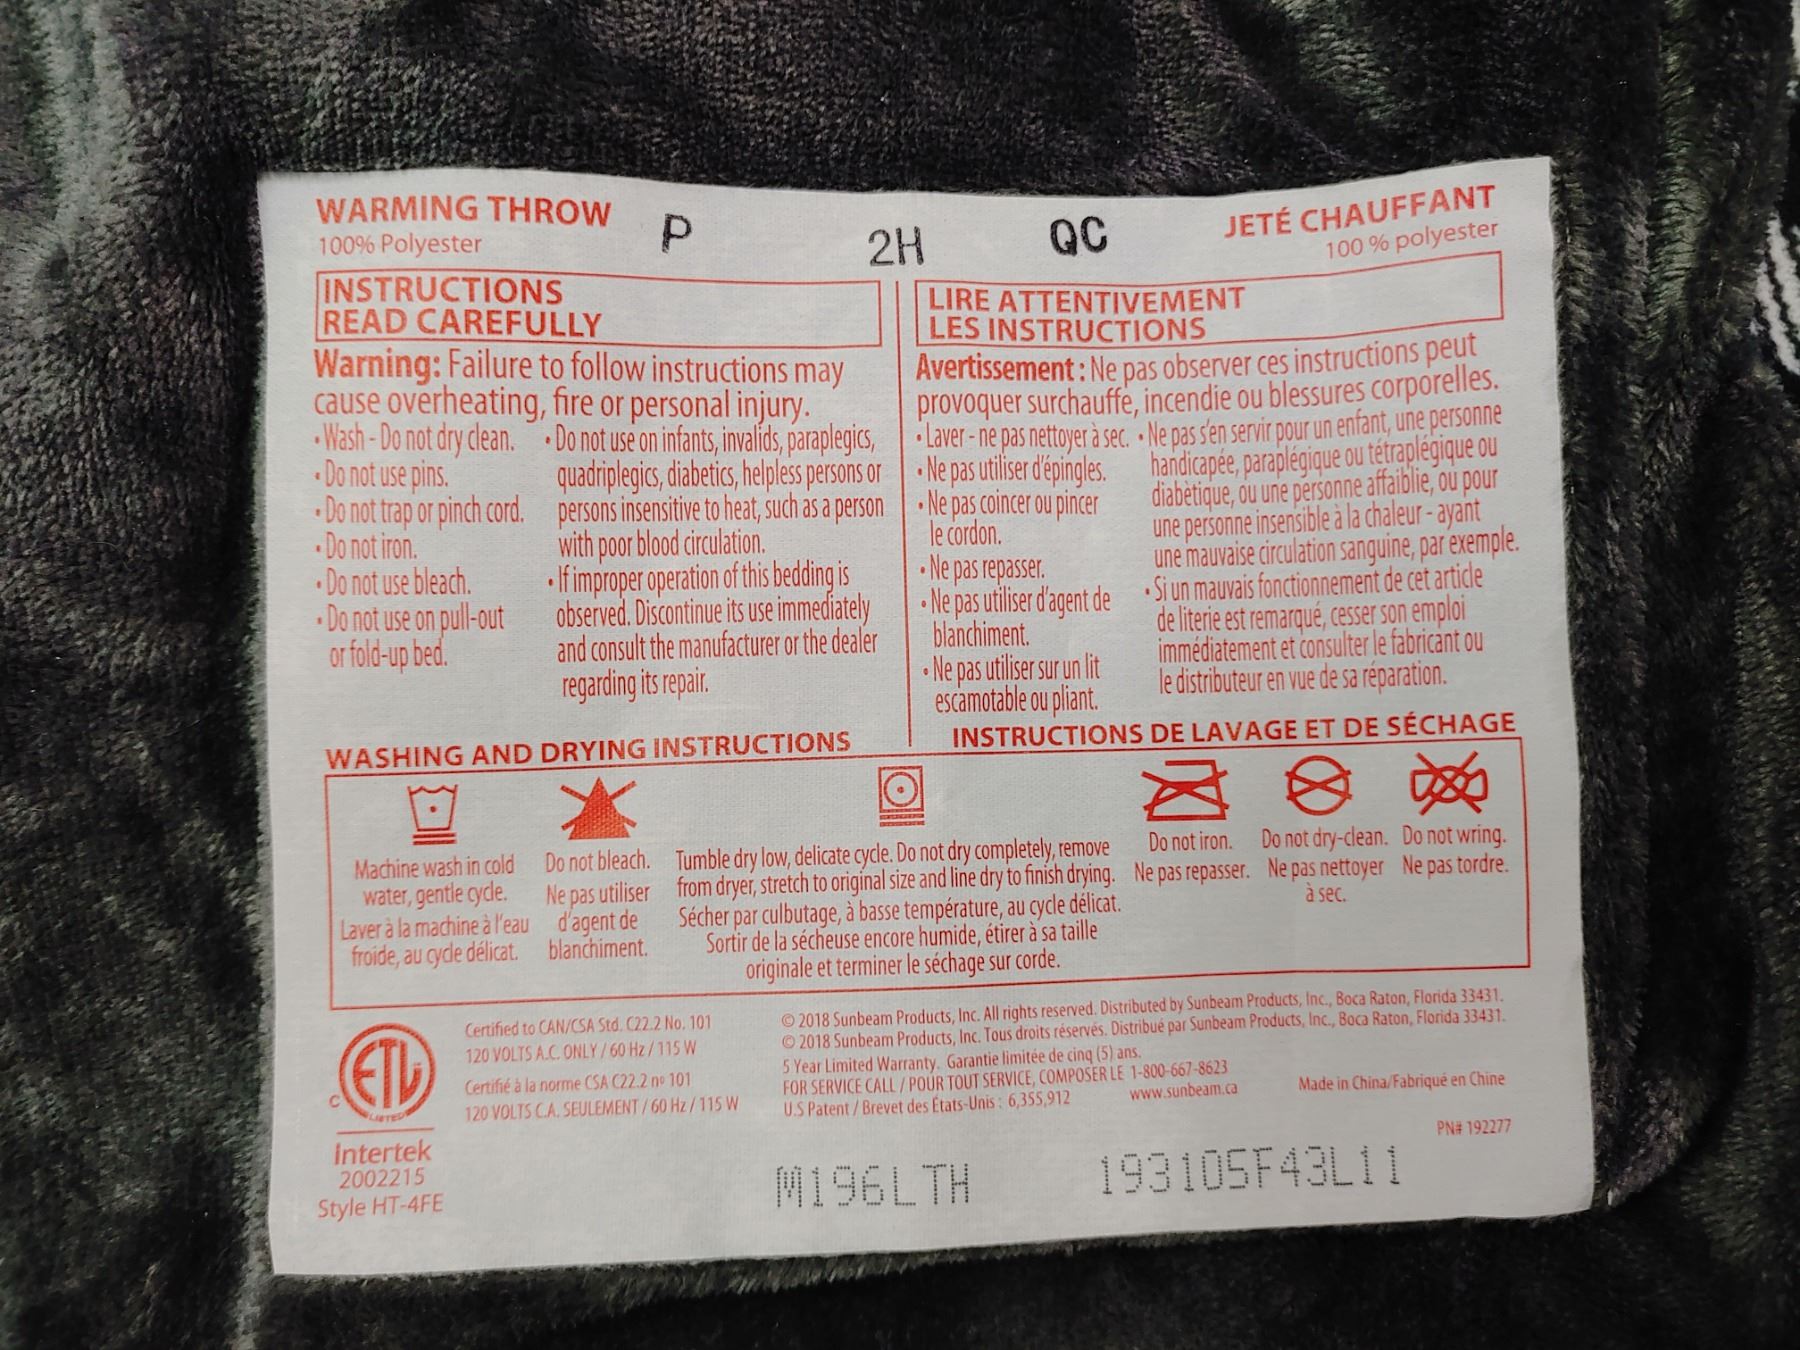 WARMING THROW
100% Polyester
P
2H
QC
JETÉ CHAUFFANT
100 % polyester
INSTRUCTIONS
READ CAREFULLY
Warning: Failure to follow instructions may
cause overheating, fire or personal injury.
• Wash - Do not dry clean.
• Do not use pins.
• Do not trap or pinch cord.
• Do not iron.
• Do not use bleach.
• Do not use on pull-out
or fold-up bed.
• Do not use on infants, invalids, paraplegics,
quadriplegics, diabetics, helpless persons or
persons insensitive to heat, such as a person
with poor blood circulation.
• If improper operation of this bedding is
observed. Discontinue its use immediately
and consult the manufacturer or the dealer
regarding its repair.
LIRE ATTENTIVEMENT
LES INSTRUCTIONS
Avertissement : Ne pas observer ces instructions peut
provoquer surchauffe, incendie ou blessures corporelles.
• Laver - ne pas nettoyer à sec.
• Ne pas utiliser d'épingles.
• Ne pas coincer ou pincer
le cordon.
• Ne pas repasser.
• Ne pas utiliser d'agent de
blanchiment.
• Ne pas utiliser sur un lit
escamotable ou pliant.
• Ne pas s'en servir pour un enfant, une personne
handicapée, paraplégique ou tétraplégique ou
diabètique, ou une personne affaiblie, ou pour
une personne insensible à la chaleur - ayant
une mauvaise circulation sanguine, par exemple.
• Si un mauvais fonctionnement de cet article
de literie est remarqué, cesser son emploi
immédiatement et consulter le fabricant ou
le distributeur en vue de sa réparation.
WASHING AND DRYING INSTRUCTIONS
INSTRUCTIONS DE LAVAGE ET DE SÉCHAGE
Machine wash in cold
water, gentle cycle.
Laver à la machine à l'eau
froide, au cycle délicat.
Do not bleach.
Ne pas utiliser
d'agent de
blanchiment.
Tumble dry low, delicate cycle. Do not dry completely, remove
from dryer, stretch to original size and line dry to finish drying.
Sécher par culbutage, à basse température, au cycle délicat.
Sortir de la sécheuse encore humide, étirer à sa taille
originale et terminer le séchage sur corde.
Do not iron.
Ne pas repasser.
Do not dry-clean.
Ne pas nettoyer
à sec.
Do not wring.
Ne pas tordre.
C
ETL
LISTED
Intertek
2002215
Style HT-4FE
Certified to CAN/CSA Std. C22.2 No. 101
120 VOLTS A.C. ONLY / 60 Hz / 115 W
Certifié à la norme CSA C22.2 nº 101
120 VOLTS C.A. SEULEMENT / 60 Hz / 115 W
© 2018 Sunbeam Products, Inc. All rights reserved. Distributed by Sunbeam Products, Inc., Boca Raton, Florida 33431.
© 2018 Sunbeam Products, Inc. Tous droits réservés. Distribué par Sunbeam Products, Inc., Boca Raton, Florida 33431.
5 Year Limited Warranty. Garantie limitée de cinq (5) ans.
FOR SERVICE CALL / POUR TOUT SERVICE, COMPOSER LE 1-800-667-8623
U.S Patent / Brevet des États-Unis : 6,355,912
www.sunbeam.ca
Made in China/Fabriqué en Chine
PN# 192277
M196LTH
193105F43L11